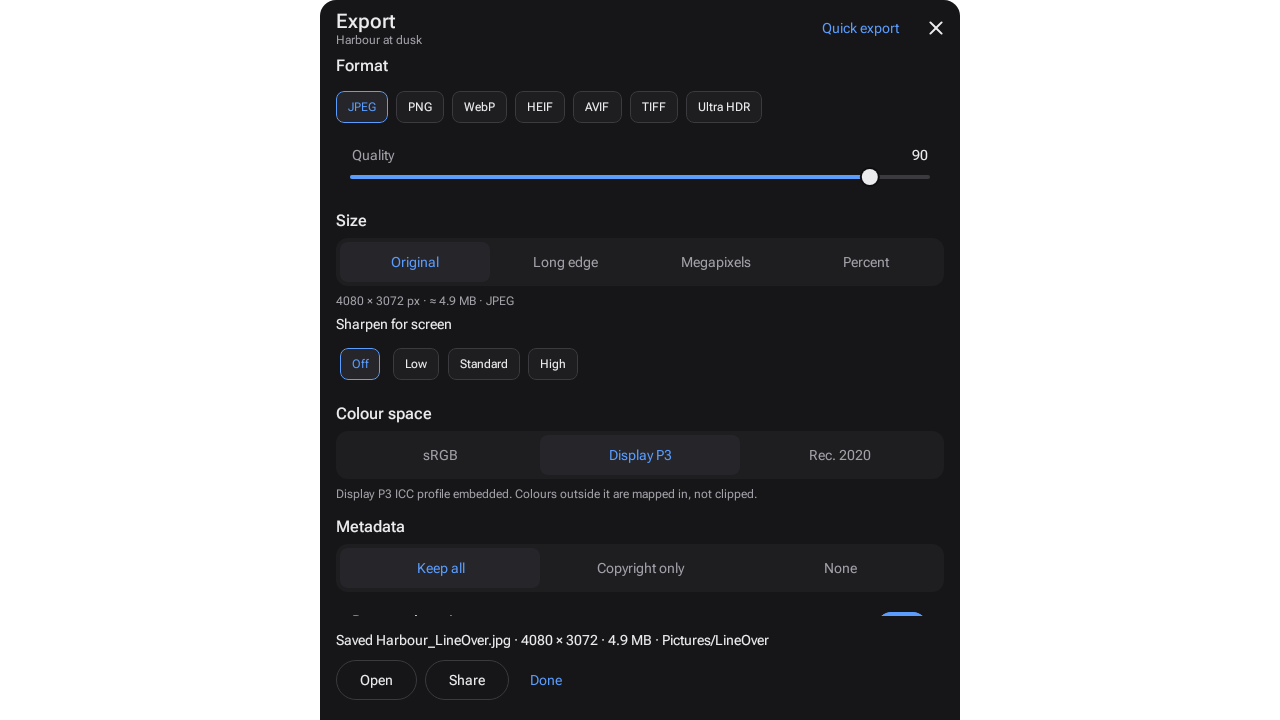 Export
Harbour at dusk
Quick export
Format
JPEG PNG WebP HEIF AVIF TIFF Ultra HDR
Quality 90
Size
Original Long edge Megapixels Percent
4080 × 3072 px · ≈ 4.9 MB · JPEG
Sharpen for screen
Off Low Standard High
Colour space
sRGB Display P3 Rec. 2020
Display P3 ICC profile embedded. Colours outside it are mapped in, not clipped.
Metadata
Keep all Copyright only None
Saved Harbour_LineOver.jpg · 4080 × 3072 · 4.9 MB · Pictures/LineOver
Open Share Done